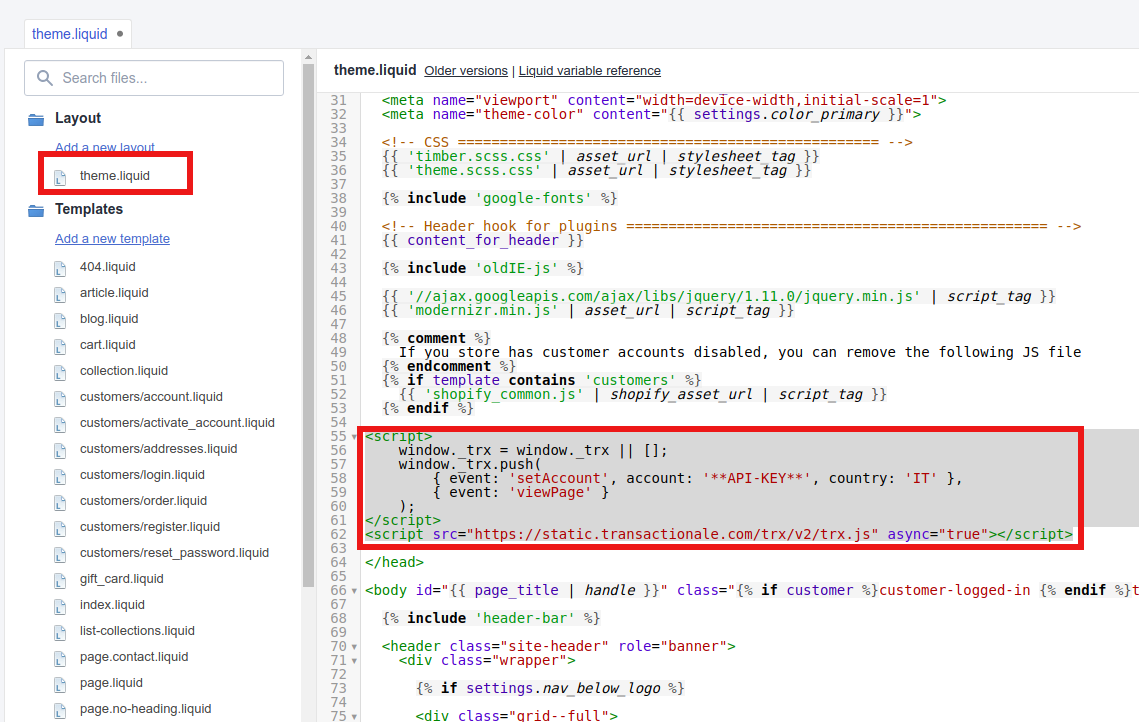 theme.liquid
Search files...
Layout
Add a new layout
theme.liquid
Templates
Add a new template
404.liquid
article.liquid
blog.liquid
cart.liquid
collection.liquid
customers/account.liquid
customers/activate_account.liquid
customers/addresses.liquid
customers/login.liquid
customers/order.liquid
customers/register.liquid
customers/reset_password.liquid
gift_card.liquid
index.liquid
list-collections.liquid
page.contact.liquid
page.liquid
page.no-heading.liquid
theme.liquid Older versions | Liquid variable reference
31 <meta name="viewport" content="width=device-width,initial-scale=1">
32 <meta name="theme-color" content="{{ settings.color_primary }}">
33
34 <!-- CSS ================================================== -->
35 {{ 'timber.scss.css' | asset_url | stylesheet_tag }}
36 {{ 'theme.scss.css' | asset_url | stylesheet_tag }}
37
38 {% include 'google-fonts' %}
39
40 <!-- Header hook for plugins ================================================== -->
41 {{ content_for_header }}
42
43 {% include 'oldIE-js' %}
44
45 {{ '//ajax.googleapis.com/ajax/libs/jquery/1.11.0/jquery.min.js' | script_tag }}
46 {{ 'modernizr.min.js' | asset_url | script_tag }}
47
48 {% comment %}
49 If you store has customer accounts disabled, you can remove the following JS file
50 {% endcomment %}
51 {% if template contains 'customers' %}
52 {{ 'shopify_common.js' | shopify_asset_url | script_tag }}
53 {% endif %}
54
55 <script>
56 window._trx = window._trx || [];
57 window._trx.push(
58 { event: 'setAccount', account: '**API-KEY**', country: 'IT' },
59 { event: 'viewPage' }
60 );
61 </script>
62 <script src="https://static.transactionale.com/trx/v2/trx.js" async="true"></script>
63
64 </head>
65
66 <body id="{{ page_title | handle }}" class="{% if customer %}customer-logged-in {% endif %}t
67
68 {% include 'header-bar' %}
69
70 <header class="site-header" role="banner">
71 <div class="wrapper">
72
73 {% if settings.nav_below_logo %}
74
75 <div class="grid--full">